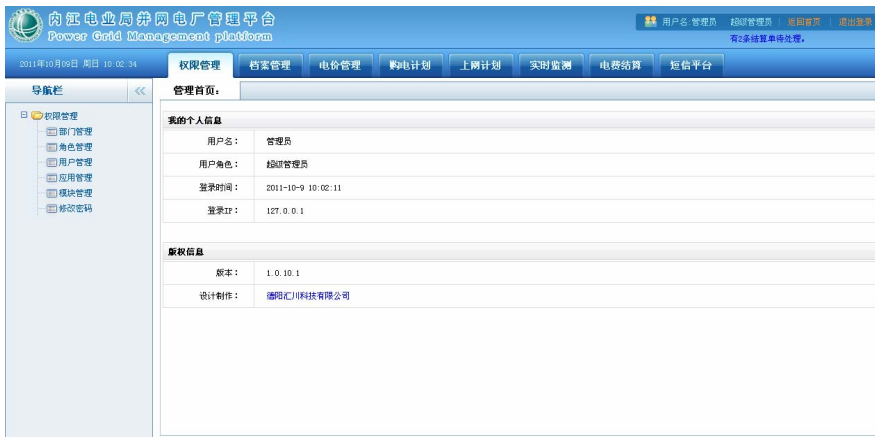 内江电业局并网电厂管理平台
Power Grid Management platform
用户名:管理员 超级管理员 | 返回首页 | 退出登录
有2条结算单待处理。
2011年10月09日 周日 10:02:34
权限管理 档案管理 电价管理 购电计划 上网计划 实时监测 电费结算 短信平台
导航栏 管理首页:
权限管理
部门管理
角色管理
用户管理
应用管理
模块管理
修改密码
我的个人信息
用户名: 管理员
用户角色: 超级管理员
登录时间: 2011-10-9 10:02:11
登录IP: 127.0.0.1
版权信息
版本: 1.0.10.1
设计制作: 德阳汇川科技有限公司